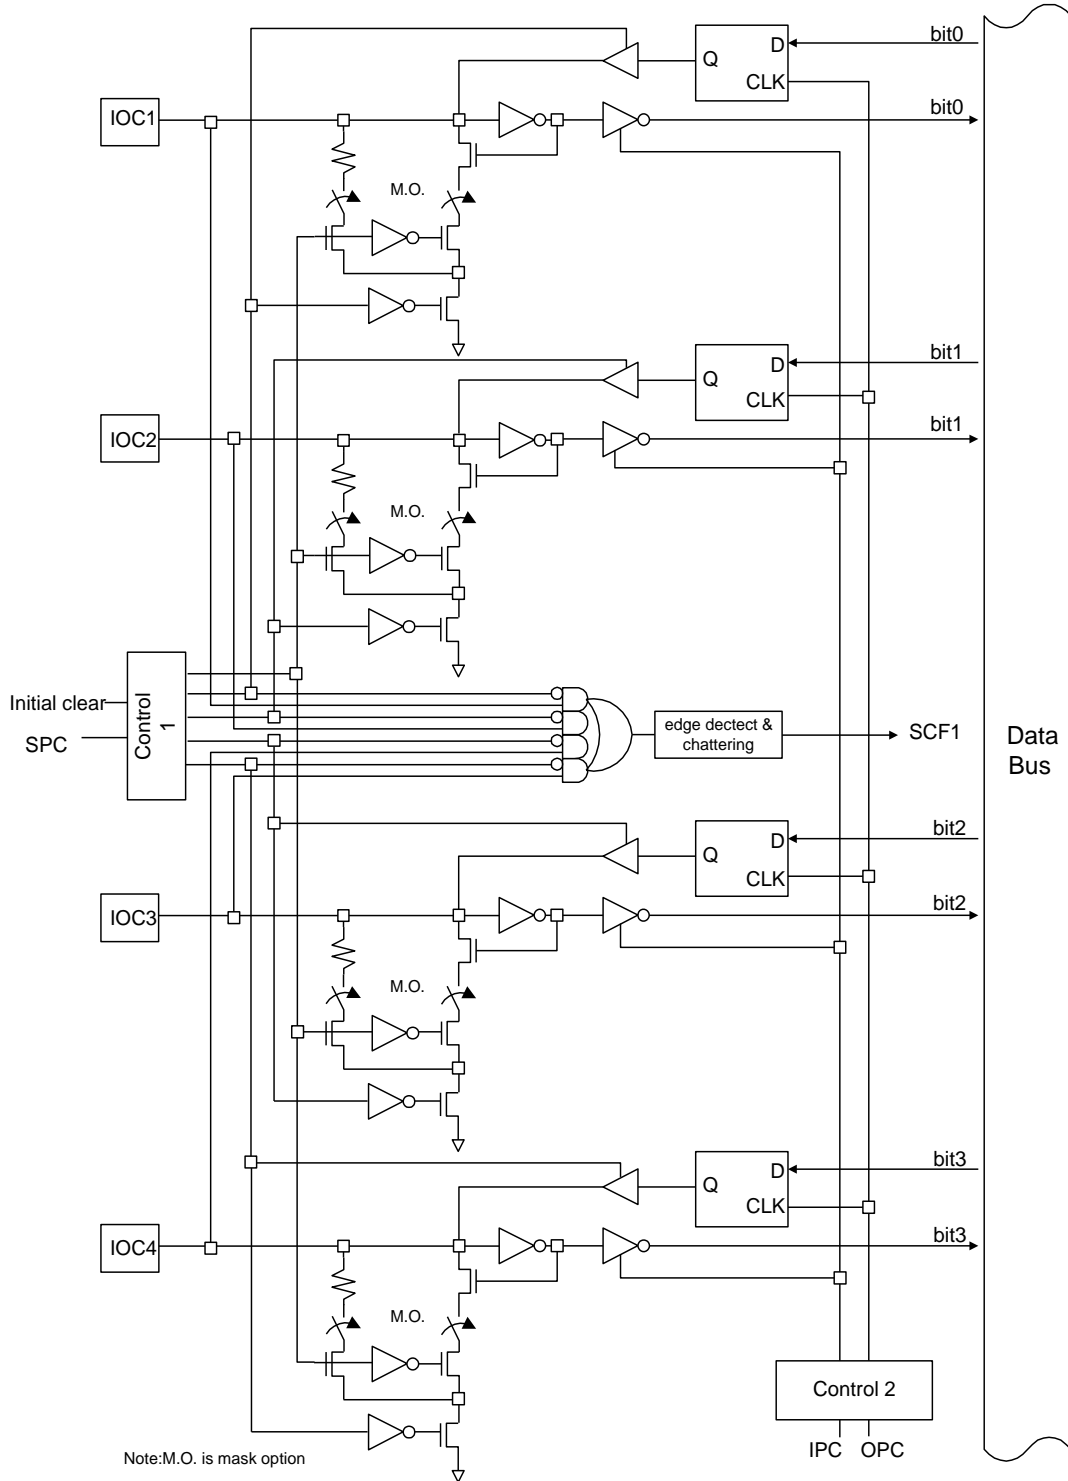 bit0
D
Q
CLK
IOC1
bit0
M.O.
bit1
D
Q
CLK
IOC2
bit1
M.O.
Initial clear
SPC
Control 1
edge dectect &
chattering
SCF1
Data
Bus
bit2
D
Q
CLK
IOC3
bit2
M.O.
bit3
D
Q
CLK
IOC4
bit3
M.O.
Control 2
IPC OPC
Note:M.O. is mask option